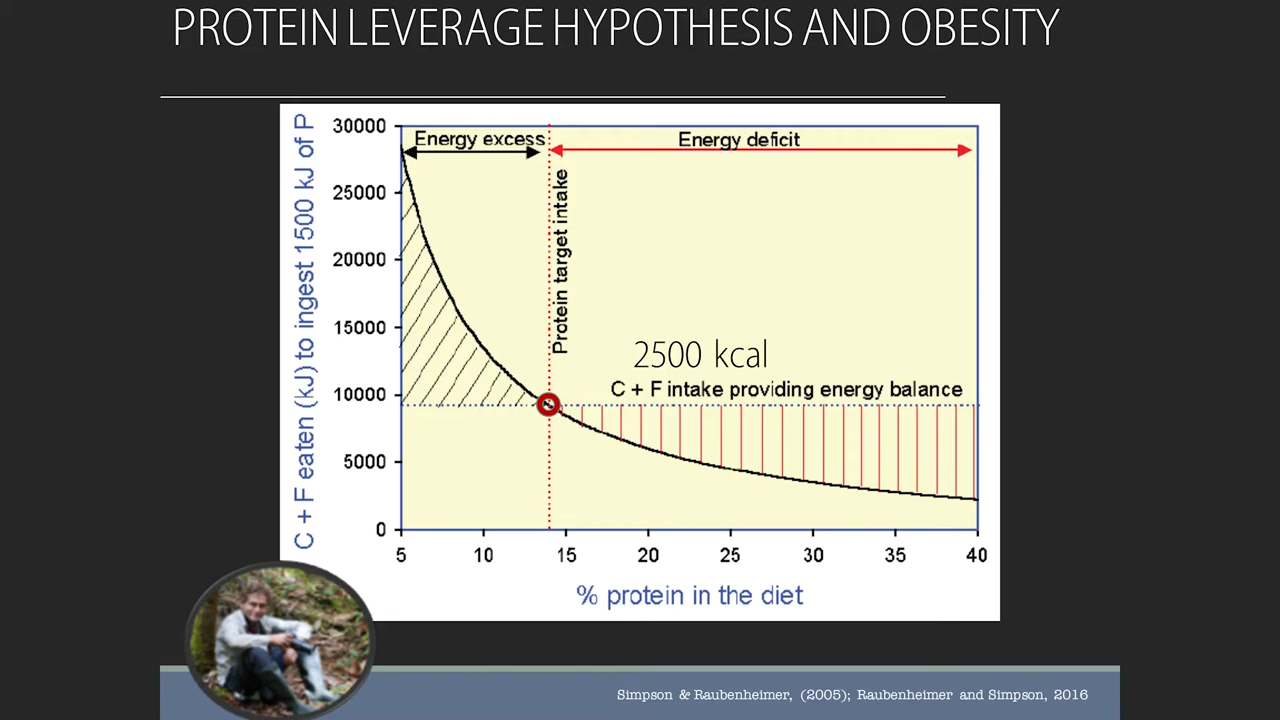 PROTEIN LEVERAGE HYPOTHESIS AND OBESITY
C + F eaten (kJ) to ingest 1500 kJ of P
30000
25000
20000
15000
10000
5000
0
Energy excess
Energy deficit
Protein target intake
2500 kcal
C + F intake providing energy balance
5 10 15 20 25 30 35 40
% protein in the diet
Simpson & Raubenheimer, (2005); Raubenheimer and Simpson, 2016